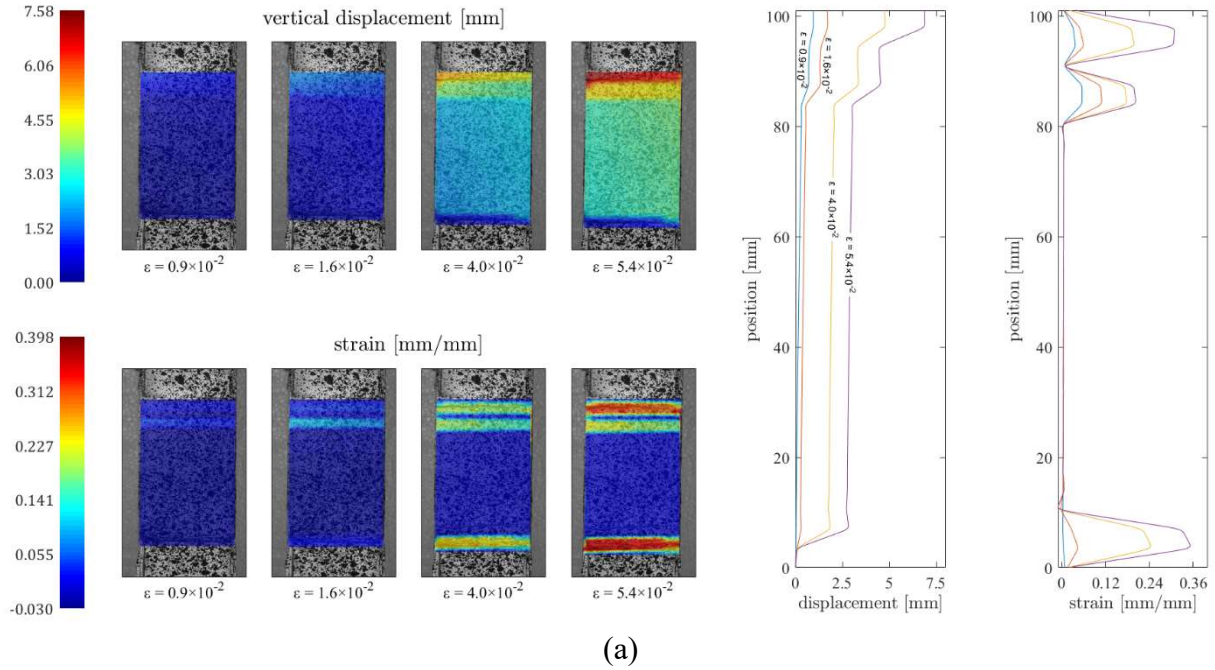 vertical displacement [mm]
7.58
6.06
4.55
3.03
1.52
0.00
ε = 0.9×10⁻²
ε = 1.6×10⁻²
ε = 4.0×10⁻²
ε = 5.4×10⁻²
strain [mm/mm]
0.398
0.312
0.227
0.141
0.055
-0.030
ε = 0.9×10⁻²
ε = 1.6×10⁻²
ε = 4.0×10⁻²
ε = 5.4×10⁻²
position [mm]
100
80
60
40
20
0
ε =0.9×10⁻²
ε =1.6×10⁻²
ε = 4.0×10⁻²
ε = 5.4×10⁻²
0 2.5 5 7.5
displacement [mm]
position [mm]
100
80
60
40
20
0
0 0.12 0.24 0.36
strain [mm/mm]
(a)